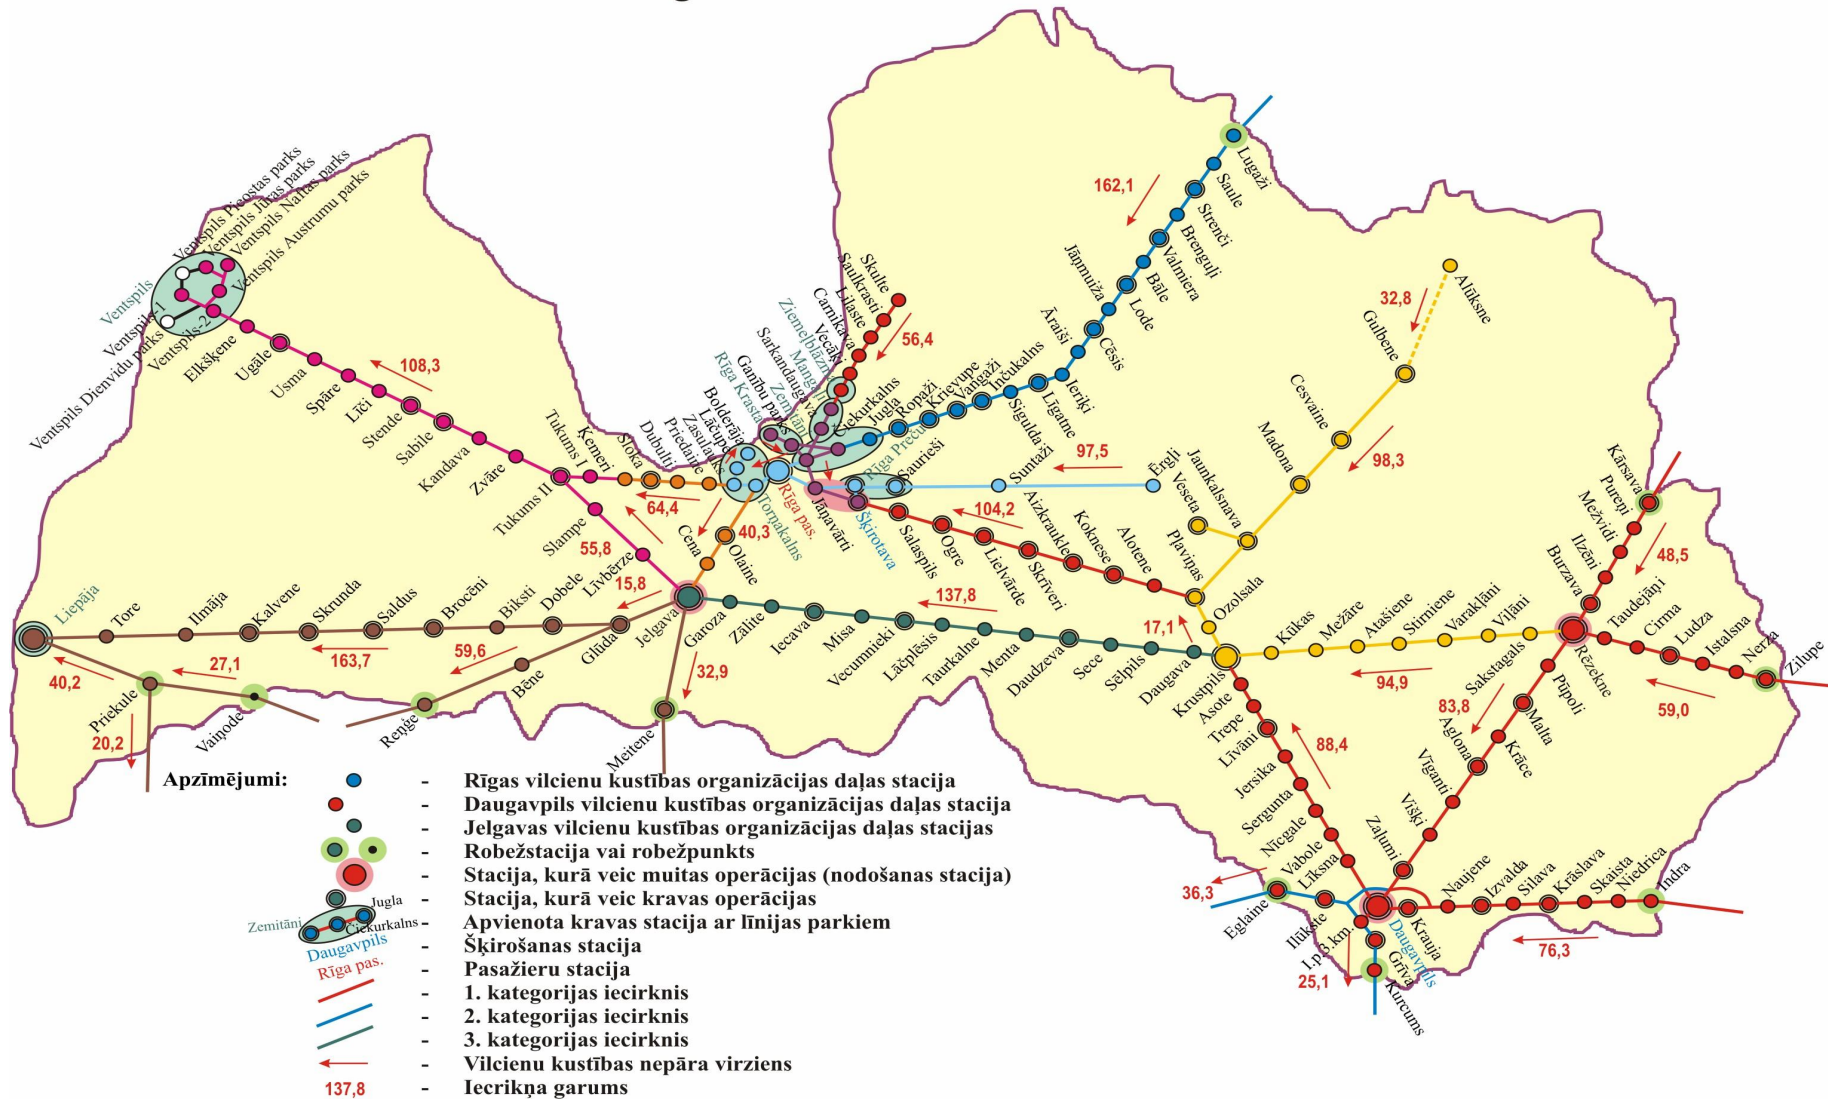 Ventspils Pjeostas parks
Ventspils Jūras parks
Ventspils Naftas parks
Ventspils Austrumu parks
Ventspils
Ventspils-1
Ventspils Dienvidu parks
Ventspils-2
Elkšķene
Ugāle
Usma
Spāre
Līči
Stende
Sabile
Kandava
Zvāre
Tukums II
Tukums I
Slampe
Līvbērze
108,3
55,8
Ķemeri
Sloka
Dubulti
Priedaine
Zasulauks
Lāčupe
Bolderāja
Rīga Krasta
Ganību parks
Zemitāni
Sarkandaugava
Mangaļi
Ziemeļblāzma
Vecāķi
Carnikava
Lilaste
Saulkrasti
Skulte
56,4
64,4
40,3
Cena
Olaine
Torņakalns
Rīga pas.
Jāņavārti
Šķirotava
Rīga Preču
Saurieši
Suntaži
Ērgļi
97,5
Čiekurkalns
Jugla
Ropaži
Krievupe
Vangaži
Inčukalns
Sigulda
Līgatne
Ieriķi
Āraiši
Cēsis
Jāņmuiža
Lode
Bāle
Valmiera
Brenguļi
Strenči
Saule
Lugaži
162,1
Alūksne
32,8
Gulbene
Cesvaine
98,3
Madona
Jaunkalsnava
Veseta
Pļaviņas
Ozolsala
17,1
104,2
Salaspils
Ogre
Lielvārde
Skrīveri
Aizkraukle
Koknese
Alotene
Liepāja
Tore
Ilmāja
Kalvene
Skrunda
Saldus
Brocēni
Biksti
Dobele
Glūda
15,8
Jelgava
163,7
59,6
Bēne
Reņģe
27,1
40,2
Priekule
20,2
Vaiņode
32,9
Meitene
137,8
Garoza
Zālīte
Iecava
Misa
Vecumnieki
Lāčplēsis
Taurkalne
Menta
Daudzeva
Sece
Sēlpils
Daugava
Krustpils
Kūkas
Mežāre
Atašiene
Stirniene
Varakļāni
Viļāni
Sakstagals
Rēzekne
94,9
Kārsava
Pureņi
Mežvidi
Ilzēni
Burzava
48,5
Taudejāņi
Cirma
Ludza
Istalsna
Nerza
Zilupe
59,0
Pūpoli
Malta
Krāce
Aglona
Vīganti
Višķi
Zaļumi
83,8
Asote
Trepe
Līvāni
Jersika
Sergunta
Nīcgale
Vabole
Līksna
88,4
36,3
Eglaine
Ilūkste
I.p.3.km.
25,1
Daugavpils
Grīva
Kurcums
Krauja
Naujene
Izvalda
Silava
Krāslava
Skaista
Niedrica
Indra
76,3
Apzīmējumi:
- Rīgas vilcienu kustības organizācijas daļas stacija
- Daugavpils vilcienu kustības organizācijas daļas stacija
- Jelgavas vilcienu kustības organizācijas daļas stacijas
- Robežstacija vai robežpunkts
- Stacija, kurā veic muitas operācijas (nodošanas stacija)
- Stacija, kurā veic kravas operācijas
Zemitāni Čiekurkalns Jugla - Apvienota kravas stacija ar līnijas parkiem
Daugavpils - Šķirošanas stacija
Rīga pas. - Pasažieru stacija
- 1. kategorijas iecirknis
- 2. kategorijas iecirknis
- 3. kategorijas iecirknis
- Vilcienu kustības nepāra virziens
137,8 - Iecrikņa garums